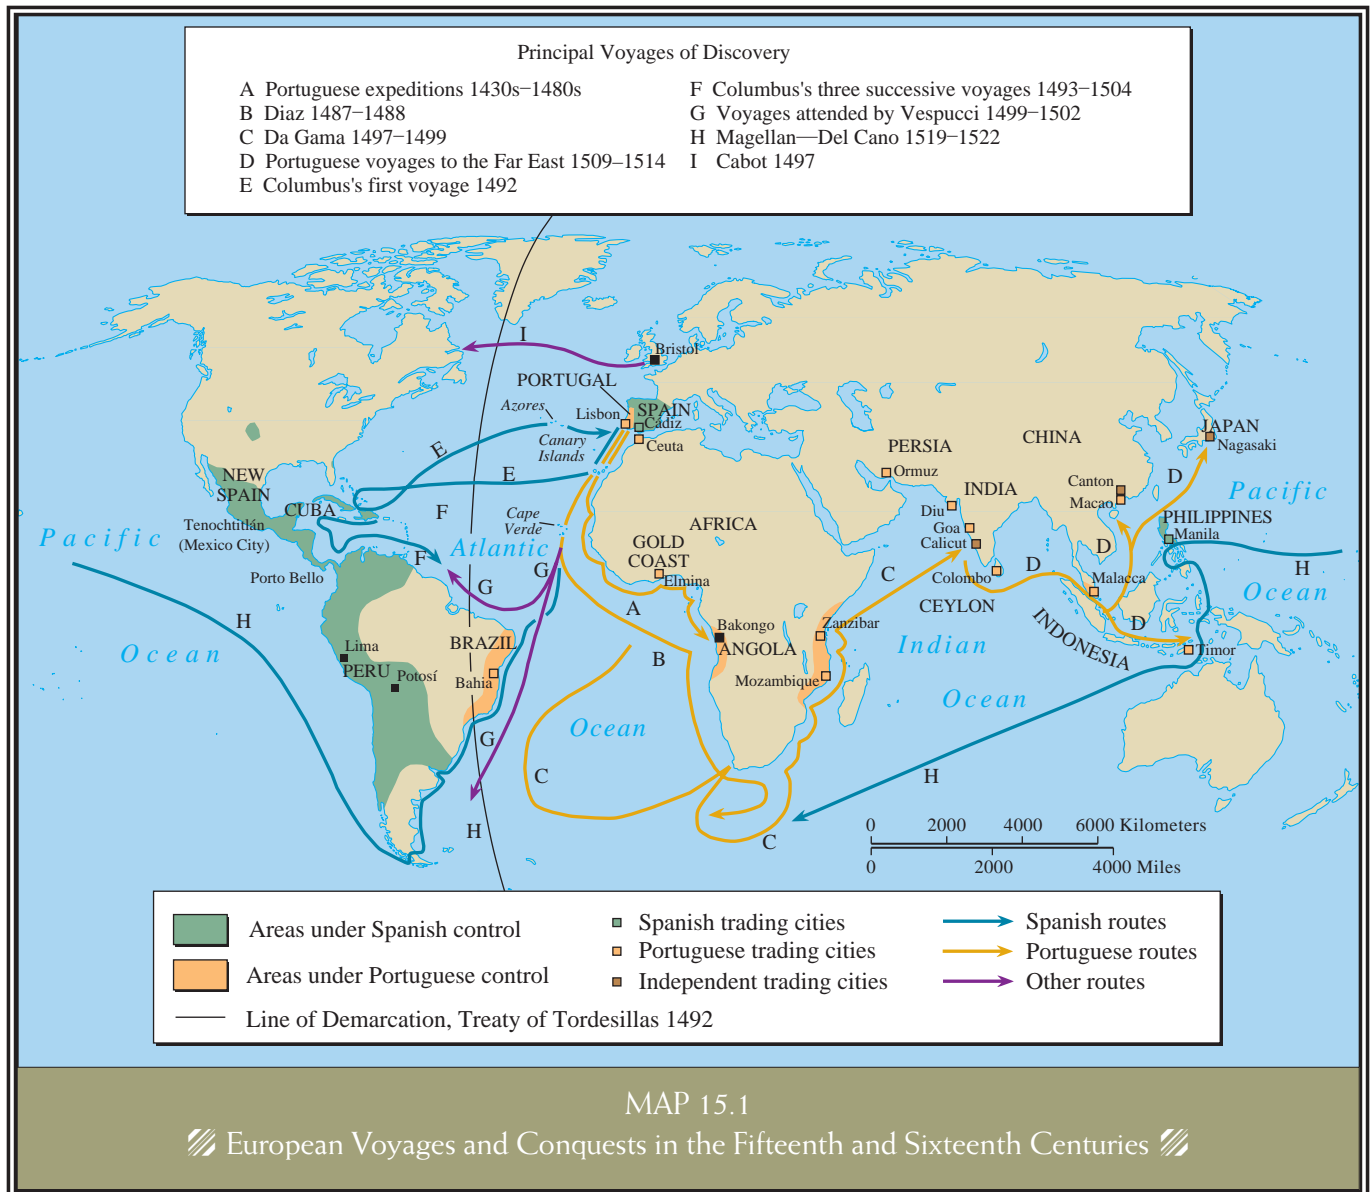 Principal Voyages of Discovery
A Portuguese expeditions 1430s–1480s
B Diaz 1487–1488
C Da Gama 1497–1499
D Portuguese voyages to the Far East 1509–1514
E Columbus's first voyage 1492
F Columbus's three successive voyages 1493–1504
G Voyages attended by Vespucci 1499–1502
H Magellan—Del Cano 1519–1522
I Cabot 1497
I
Bristol
PORTUGAL
Azores
Lisbon
SPAIN
Cádiz
Ceuta
Canary
Islands
E
E
NEW
SPAIN
CUBA
Tenochtitlán
(Mexico City)
F
F
Cape
Verde
Pacific
Ocean
Atlantic
Ocean
Porto Bello
G
G
H
BRAZIL
Lima
PERU
Potosí
Bahia
G
H
AFRICA
GOLD
COAST
Elmina
A
B
Bakongo
ANGOLA
Zanzibar
Mozambique
C
C
C
PERSIA
Ormuz
INDIA
Diu
Goa
Calicut
Colombo
CEYLON
D
CHINA
Canton
Macao
JAPAN
Nagasaki
D
D
PHILIPPINES
Manila
Malacca
D
INDONESIA
Timor
Pacific
Ocean
H
Indian
Ocean
H
0 2000 4000 6000 Kilometers
0 2000 4000 Miles
Areas under Spanish control
Areas under Portuguese control
Line of Demarcation, Treaty of Tordesillas 1492
Spanish trading cities
Portuguese trading cities
Independent trading cities
Spanish routes
Portuguese routes
Other routes
MAP 15.1
European Voyages and Conquests in the Fifteenth and Sixteenth Centuries